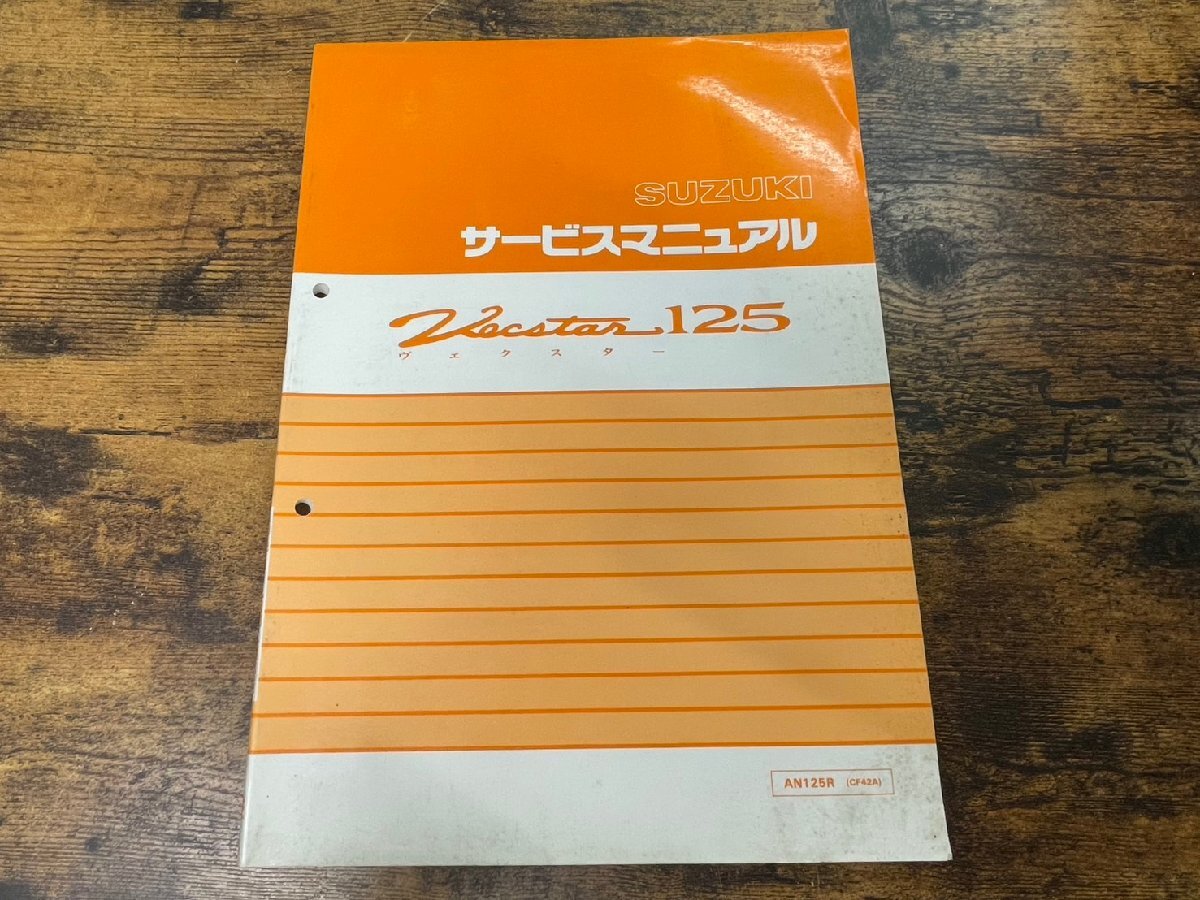 SUZUKI
サービスマニュアル
Vecstar 125
ヴェクスター
AN125R (CF42A)